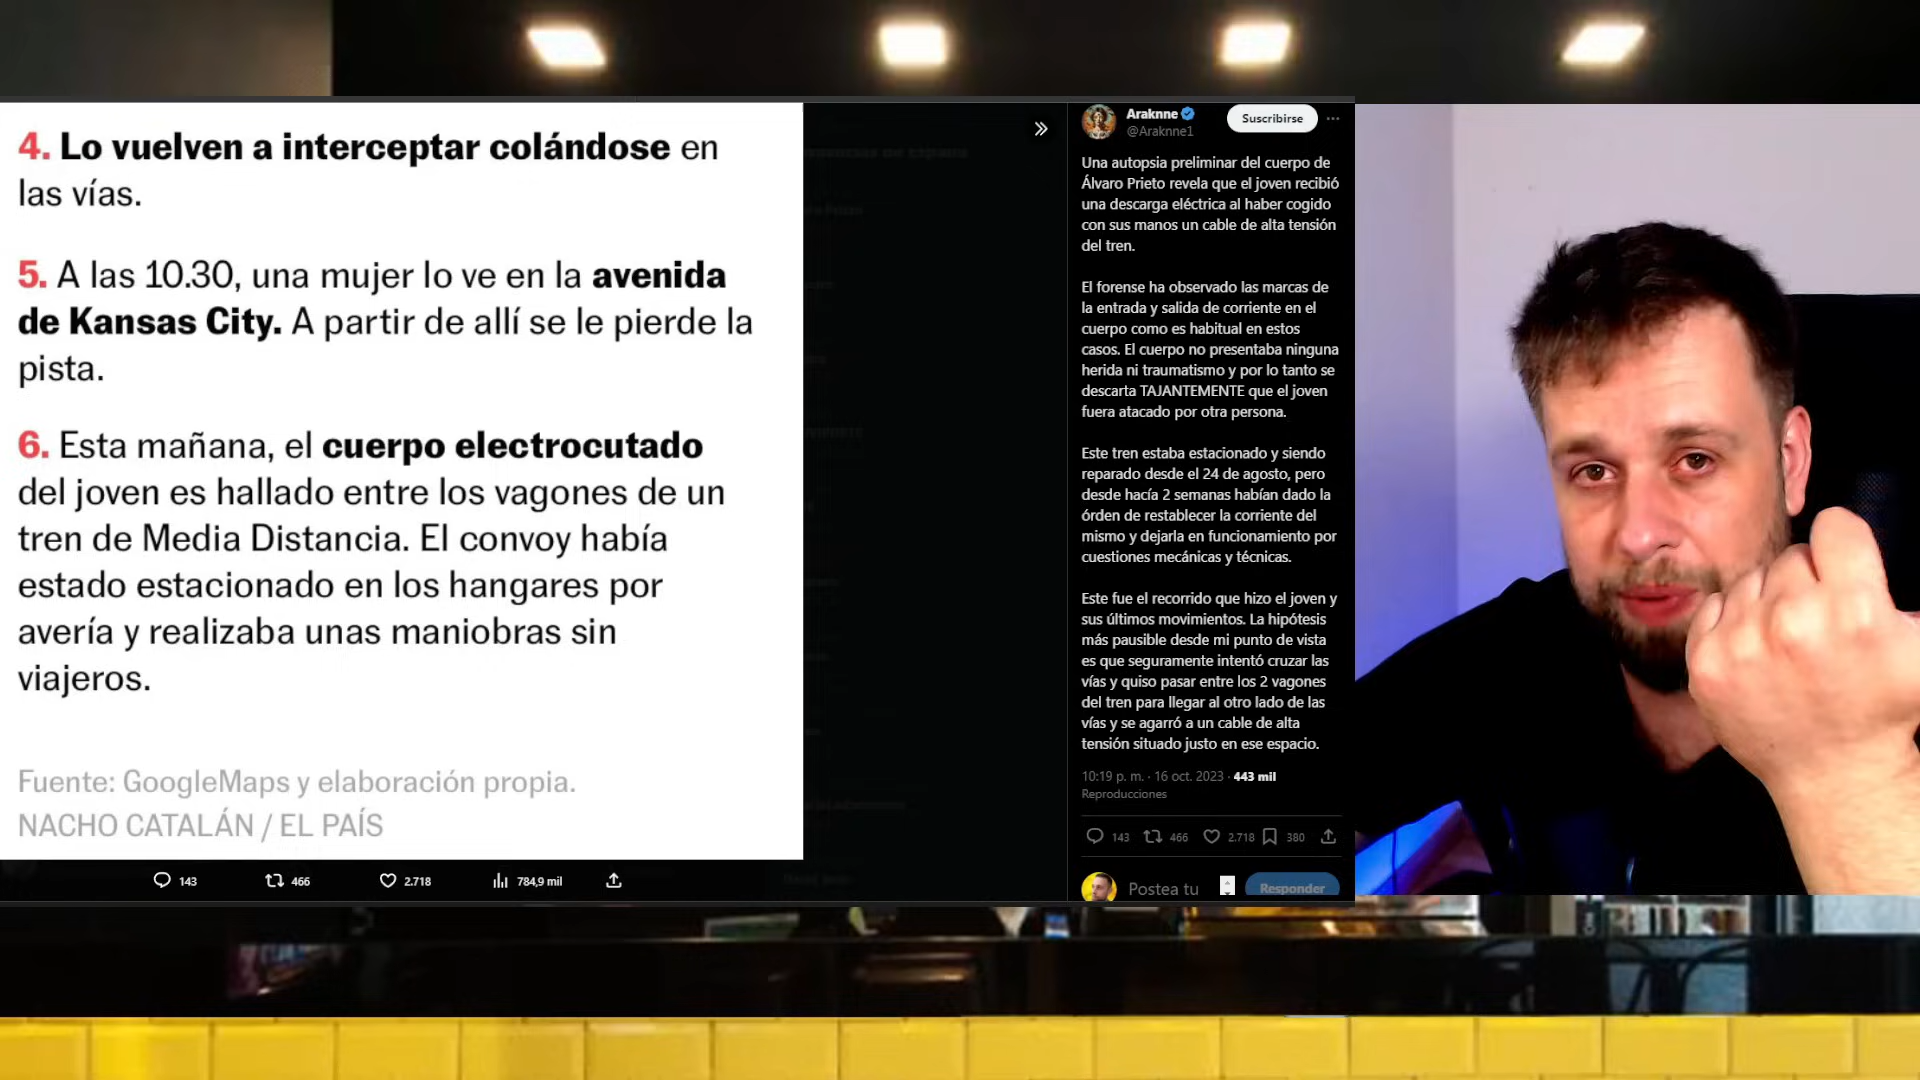 4. Lo vuelven a interceptar colándose en
las vías.
5. A las 10.30, una mujer lo ve en la avenida
de Kansas City. A partir de allí se le pierde la
pista.
6. Esta mañana, el cuerpo electrocutado
del joven es hallado entre los vagones de un
tren de Media Distancia. El convoy había
estado estacionado en los hangares por
avería y realizaba unas maniobras sin
viajeros.
Fuente: GoogleMaps y elaboración propia.
NACHO CATALÁN / EL PAÍS
143 466 2.718 784,9 mil
Araknne
@Araknne1
Suscribirse
Una autopsia preliminar del cuerpo de
Álvaro Prieto revela que el joven recibió
una descarga eléctrica al haber cogido
con sus manos un cable de alta tensión
del tren.
El forense ha observado las marcas de
la entrada y salida de corriente en el
cuerpo como es habitual en estos
casos. El cuerpo no presentaba ninguna
herida ni traumatismo y por lo tanto se
descarta TAJANTEMENTE que el joven
fuera atacado por otra persona.
Este tren estaba estacionado y siendo
reparado desde el 24 de agosto, pero
desde hacía 2 semanas habían dado la
órden de restablecer la corriente del
mismo y dejarla en funcionamiento por
cuestiones mecánicas y técnicas.
Este fue el recorrido que hizo el joven y
sus últimos movimientos. La hipótesis
más pausible desde mi punto de vista
es que seguramente intentó cruzar las
vías y quiso pasar entre los 2 vagones
del tren para llegar al otro lado de las
vías y se agarró a un cable de alta
tensión situado justo en ese espacio.
10:19 p. m. · 16 oct. 2023 · 443 mil
Reproducciones
143 466 2.718 380
Postea tu
Responder